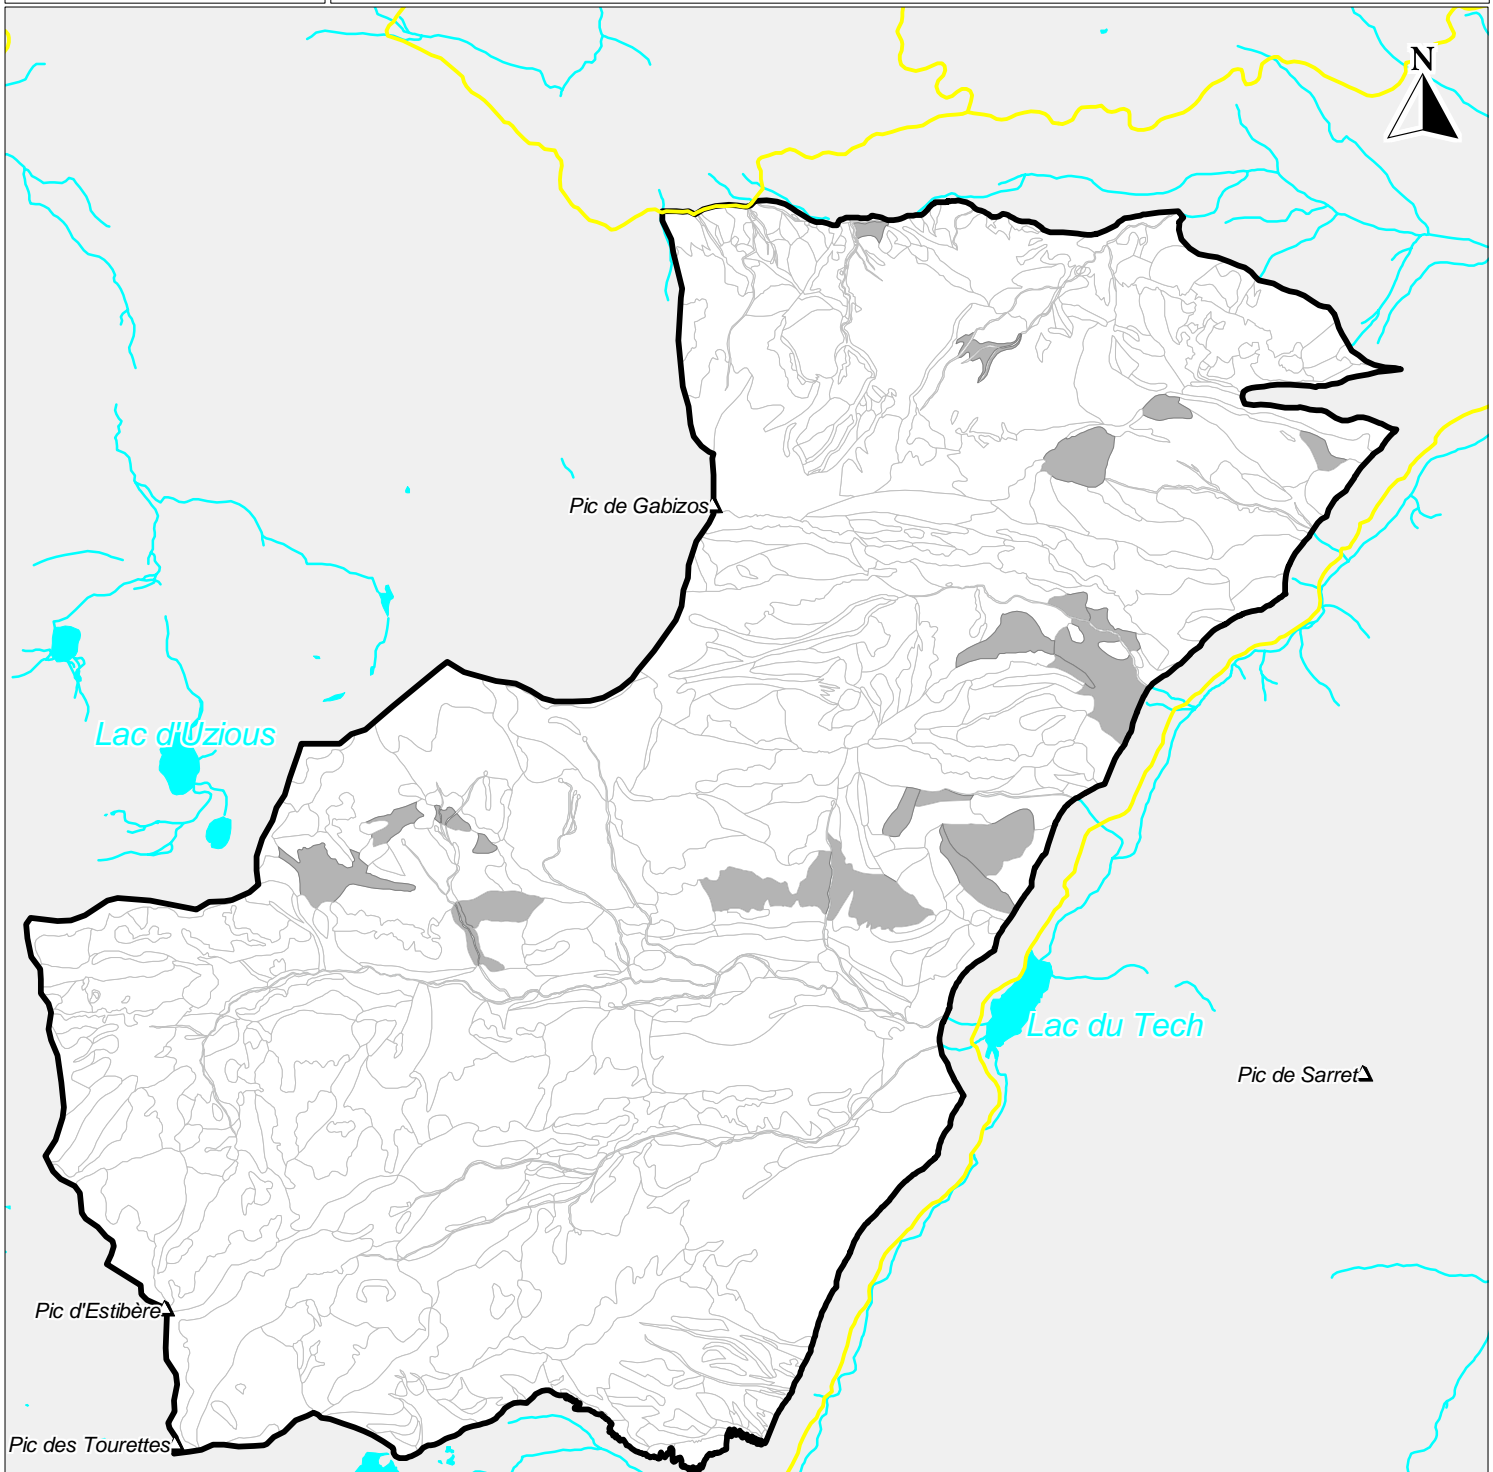 N
Pic de Gabizos
Lac d'Uzious
Lac du Tech
Pic de Sarret
Pic d'Estibère
Pic des Tourettes